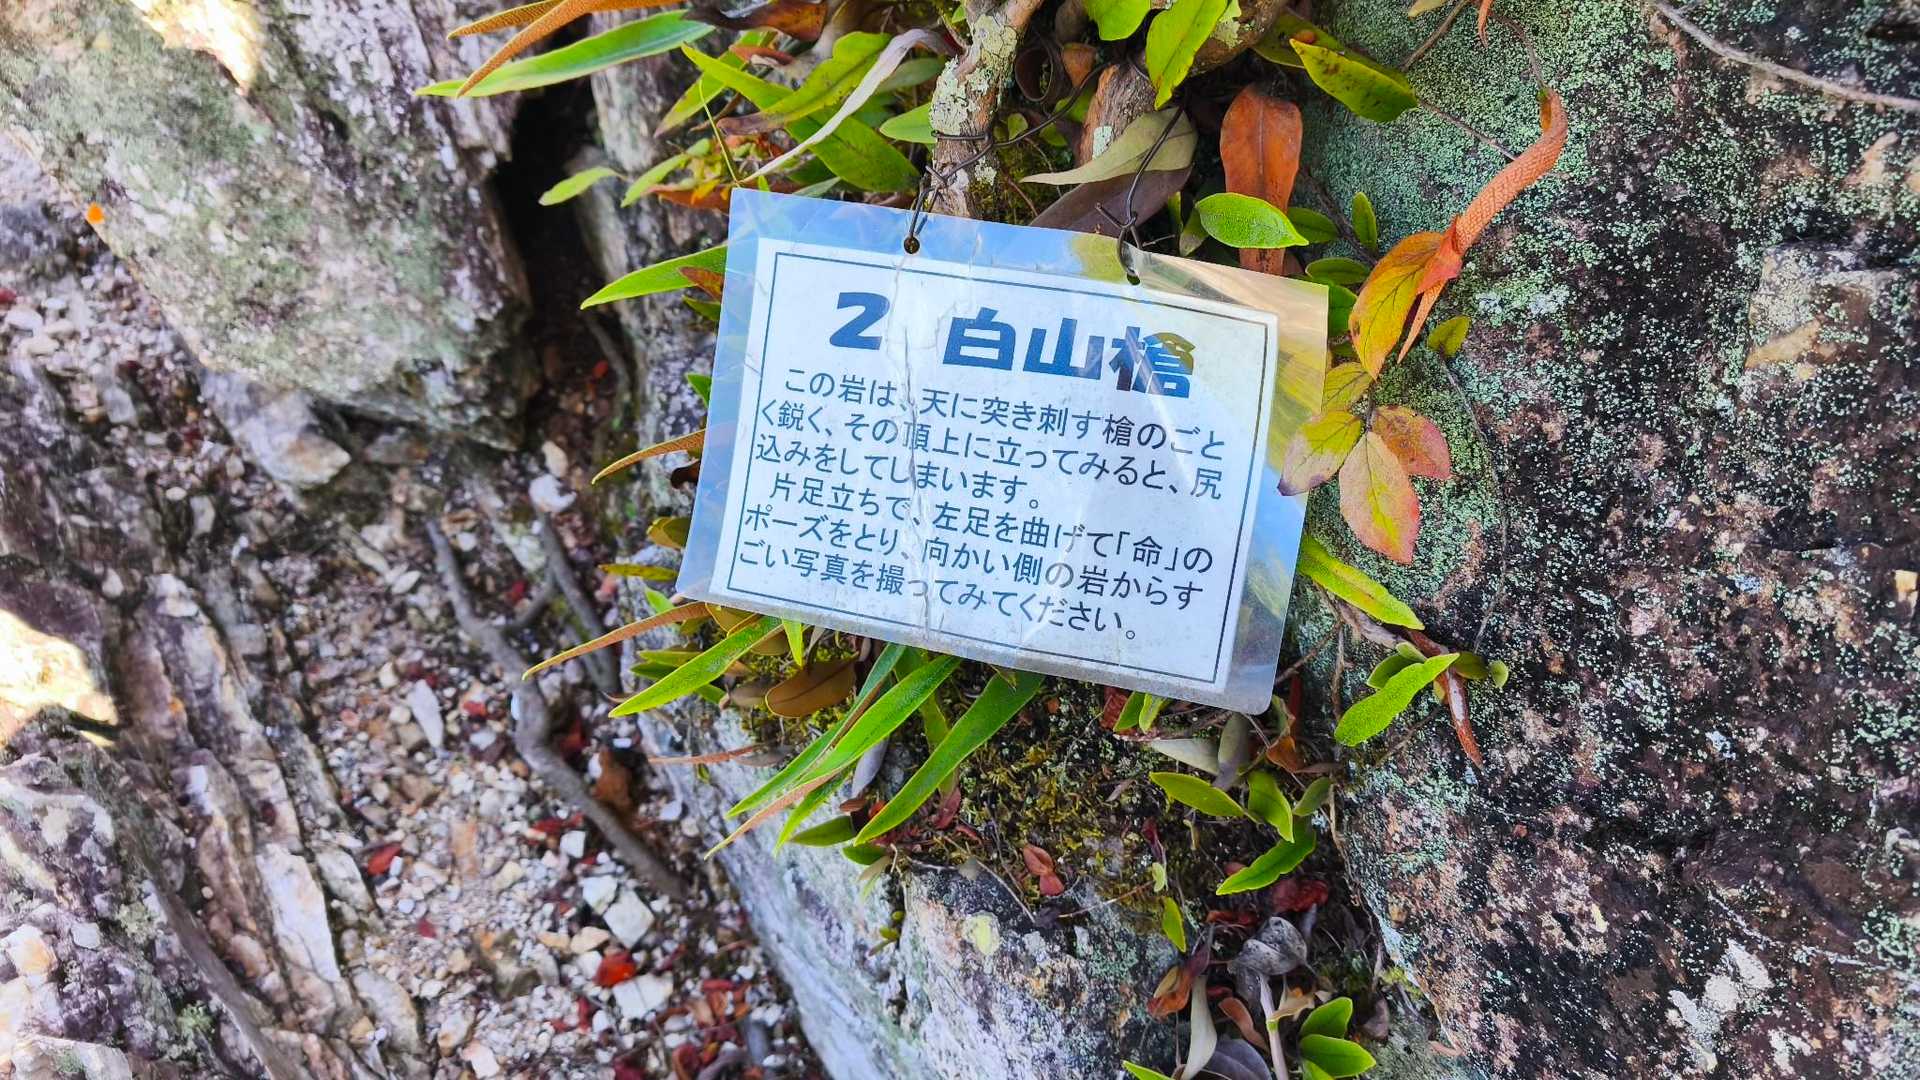 2 白山槍
この岩は、天に突き刺す槍のごと
く鋭く、その頂上に立ってみると、尻
込みをしてしまいます。
片足立ちで、左足を曲げて「命」の
ポーズをとり、向かい側の岩からす
ごい写真を撮ってみてください。